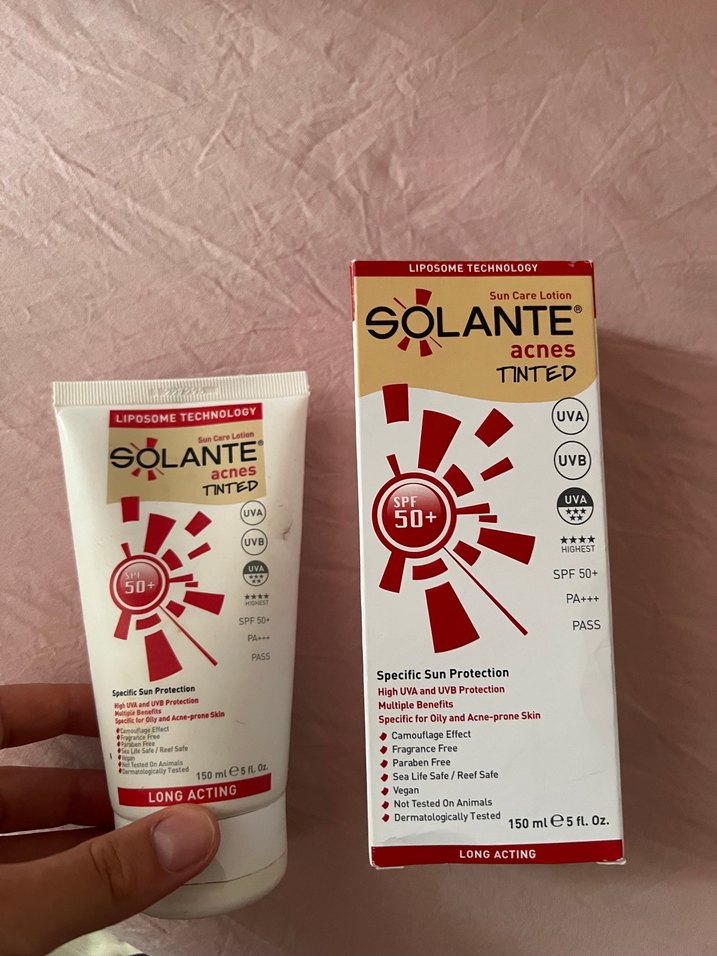 LIPOSOME TECHNOLOGY
Sun Care Lotion
SOLANTE®
acnes
TINTED
UVA
UVB
UVA
★★★
★★
★★★★
HIGHEST
SPF 50+
PA+++
PASS
SPF
50+
Specific Sun Protection
High UVA and UVB Protection
Multiple Benefits
Specific for Oily and Acne-prone Skin
Camouflage Effect
Fragrance Free
Paraben Free
Sea Life Safe / Reef Safe
Vegan
Not Tested On Animals
Dermatologically Tested
150 ml ℮ 5 fl. Oz.
LONG ACTING
LIPOSOME TECHNOLOGY
Sun Care Lotion
SOLANTE®
acnes
TINTED
UVA
UVB
UVA
★★★
★★
★★★★
HIGHEST
SPF 50+
PA+++
PASS
SPF
50+
Specific Sun Protection
High UVA and UVB Protection
Multiple Benefits
Specific for Oily and Acne-prone Skin
Camouflage Effect
Fragrance Free
Paraben Free
Sea Life Safe / Reef Safe
Vegan
Not Tested On Animals
Dermatologically Tested
150 ml ℮ 5 fl. Oz.
LONG ACTING